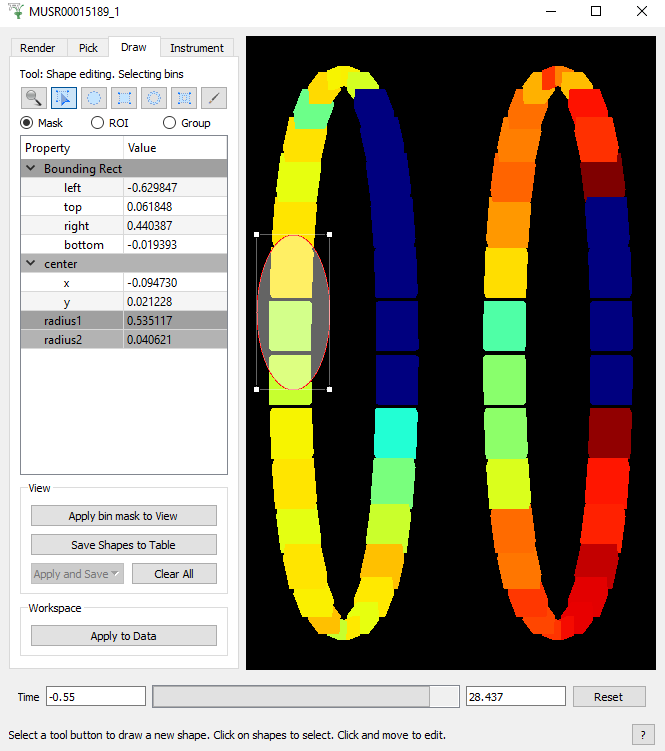 MUSR00015189_1
Render Pick Draw Instrument
Tool: Shape editing. Selecting bins
Mask ROI Group
Property Value
Bounding Rect
left -0.629847
top 0.061848
right 0.440387
bottom -0.019393
center
x -0.094730
y 0.021228
radius1 0.535117
radius2 0.040621
View
Apply bin mask to View
Save Shapes to Table
Apply and Save Clear All
Workspace
Apply to Data
Time -0.55 28.437 Reset
Select a tool button to draw a new shape. Click on shapes to select. Click and move to edit. ?